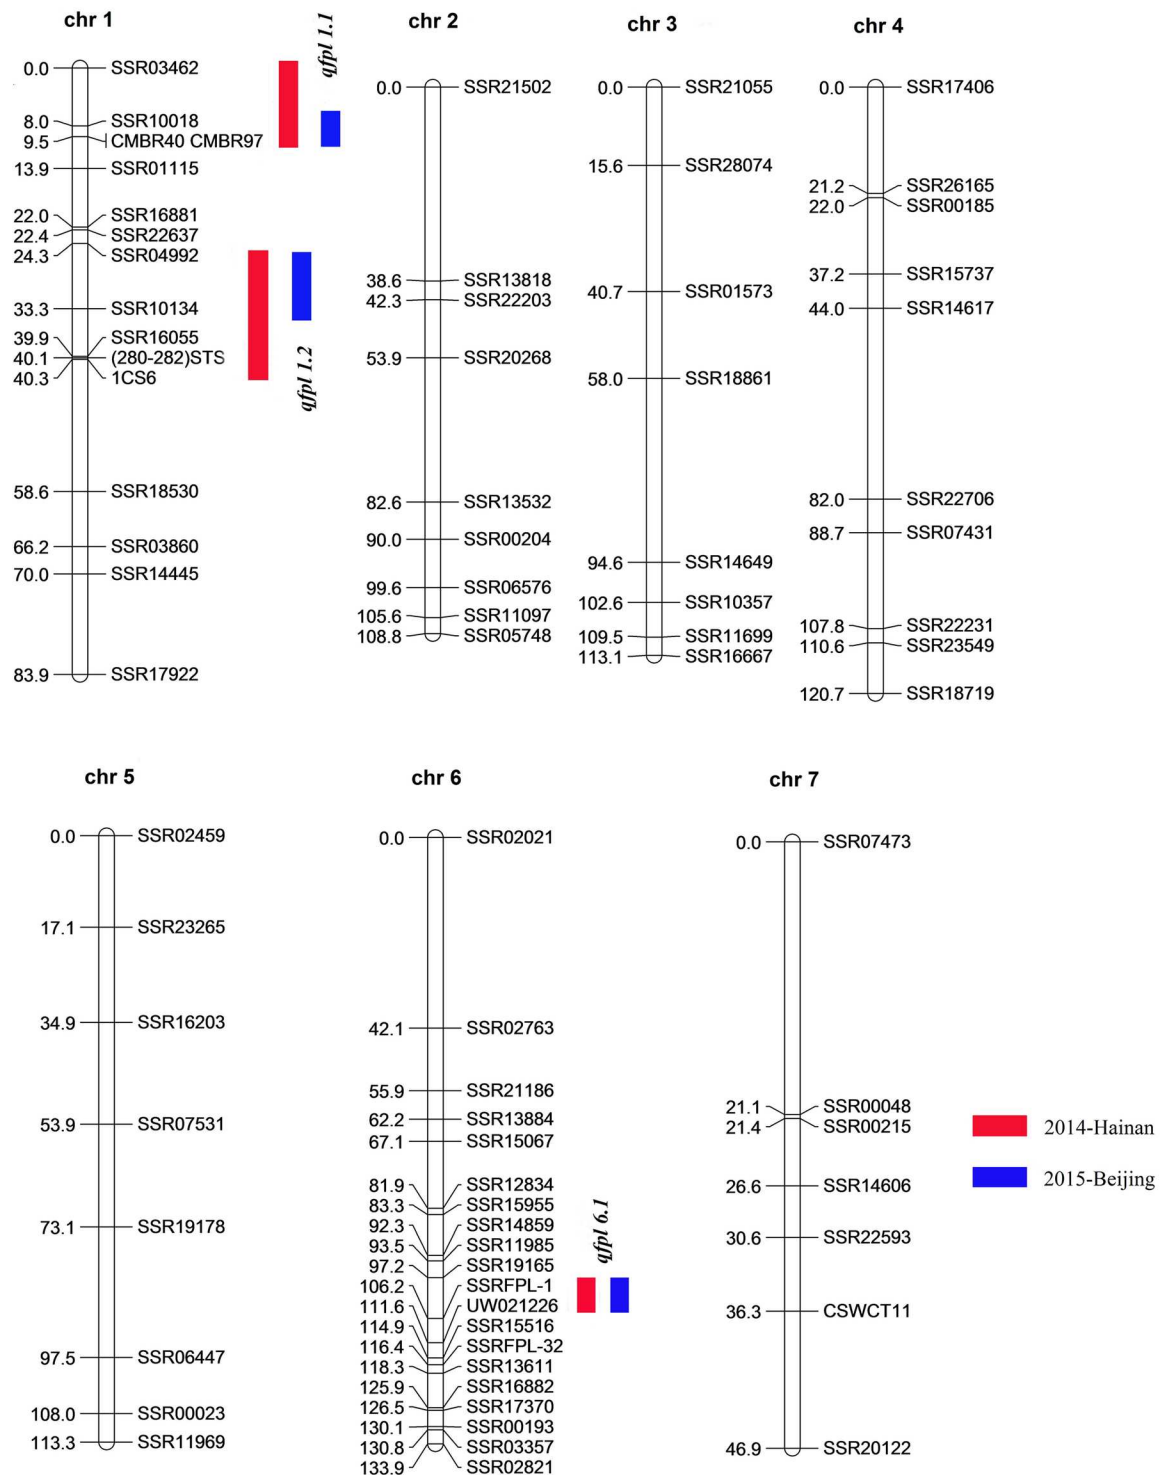 chr 1
0.0 SSR03462
8.0 SSR10018
9.5 CMBR40 CMBR97
13.9 SSR01115
22.0 SSR16881
22.4 SSR22637
24.3 SSR04992
33.3 SSR10134
39.9 SSR16055
40.1 (280-282)STS
40.3 1CS6
58.6 SSR18530
66.2 SSR03860
70.0 SSR14445
83.9 SSR17922
qfpl 1.1
qfpl 1.2
chr 2
0.0 SSR21502
38.6 SSR13818
42.3 SSR22203
53.9 SSR20268
82.6 SSR13532
90.0 SSR00204
99.6 SSR06576
105.6 SSR11097
108.8 SSR05748
chr 3
0.0 SSR21055
15.6 SSR28074
40.7 SSR01573
58.0 SSR18861
94.6 SSR14649
102.6 SSR10357
109.5 SSR11699
113.1 SSR16667
chr 4
0.0 SSR17406
21.2 SSR26165
22.0 SSR00185
37.2 SSR15737
44.0 SSR14617
82.0 SSR22706
88.7 SSR07431
107.8 SSR22231
110.6 SSR23549
120.7 SSR18719
chr 5
0.0 SSR02459
17.1 SSR23265
34.9 SSR16203
53.9 SSR07531
73.1 SSR19178
97.5 SSR06447
108.0 SSR00023
113.3 SSR11969
chr 6
0.0 SSR02021
42.1 SSR02763
55.9 SSR21186
62.2 SSR13884
67.1 SSR15067
81.9 SSR12834
83.3 SSR15955
92.3 SSR14859
93.5 SSR11985
97.2 SSR19165
106.2 SSRFPL-1
111.6 UW021226
114.9 SSR15516
116.4 SSRFPL-32
118.3 SSR13611
125.9 SSR16882
126.5 SSR17370
130.1 SSR00193
130.8 SSR03357
133.9 SSR02821
qfpl 6.1
chr 7
0.0 SSR07473
21.1 SSR00048
21.4 SSR00215
26.6 SSR14606
30.6 SSR22593
36.3 CSWCT11
46.9 SSR20122
2014-Hainan
2015-Beijing